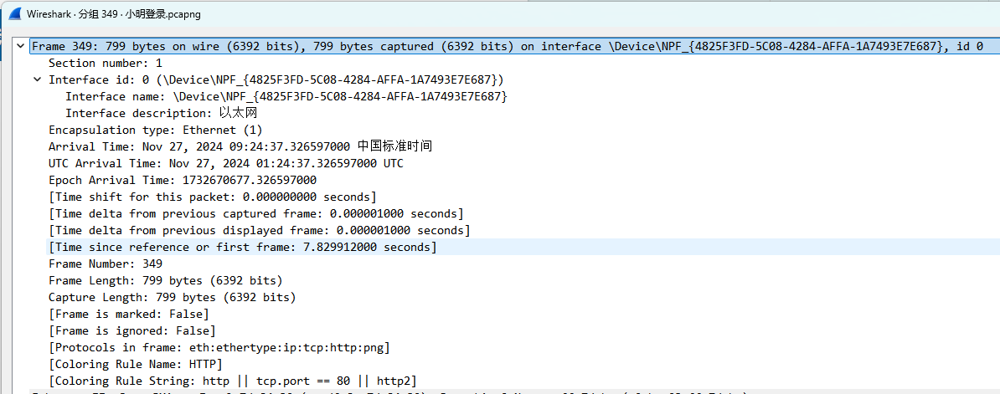 Wireshark · 分组 349 · 小明登录.pcapng
Frame 349: 799 bytes on wire (6392 bits), 799 bytes captured (6392 bits) on interface \Device\NPF_{4825F3FD-5C08-4284-AFFA-1A7493E7E687}, id 0
Section number: 1
Interface id: 0 (\Device\NPF_{4825F3FD-5C08-4284-AFFA-1A7493E7E687})
Interface name: \Device\NPF_{4825F3FD-5C08-4284-AFFA-1A7493E7E687}
Interface description: 以太网
Encapsulation type: Ethernet (1)
Arrival Time: Nov 27, 2024 09:24:37.326597000 中国标准时间
UTC Arrival Time: Nov 27, 2024 01:24:37.326597000 UTC
Epoch Arrival Time: 1732670677.326597000
[Time shift for this packet: 0.000000000 seconds]
[Time delta from previous captured frame: 0.000001000 seconds]
[Time delta from previous displayed frame: 0.000001000 seconds]
[Time since reference or first frame: 7.829912000 seconds]
Frame Number: 349
Frame Length: 799 bytes (6392 bits)
Capture Length: 799 bytes (6392 bits)
[Frame is marked: False]
[Frame is ignored: False]
[Protocols in frame: eth:ethertype:ip:tcp:http:png]
[Coloring Rule Name: HTTP]
[Coloring Rule String: http || tcp.port == 80 || http2]